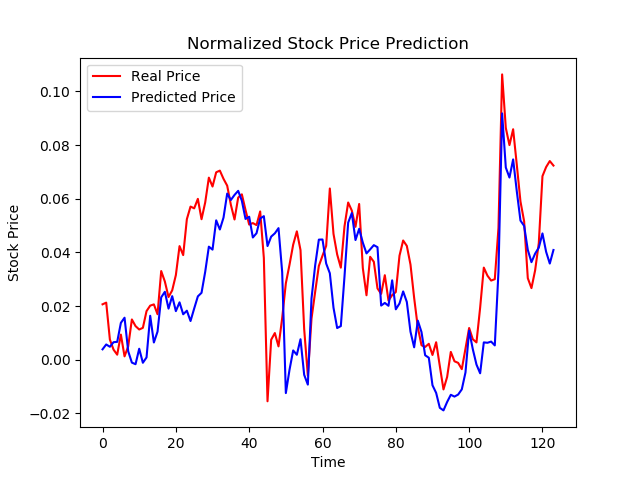 Normalized Stock Price Prediction
Real Price
Predicted Price
Stock Price
0.10
0.08
0.06
0.04
0.02
0.00
−0.02
0 20 40 60 80 100 120
Time